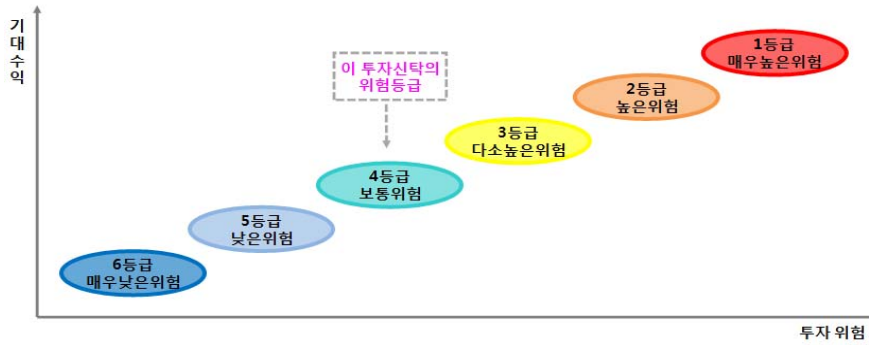 기대수익
1등급
매우높은위험
이 투자신탁의
위험등급
2등급
높은위험
3등급
다소높은위험
4등급
보통위험
5등급
낮은위험
6등급
매우낮은위험
투자 위험